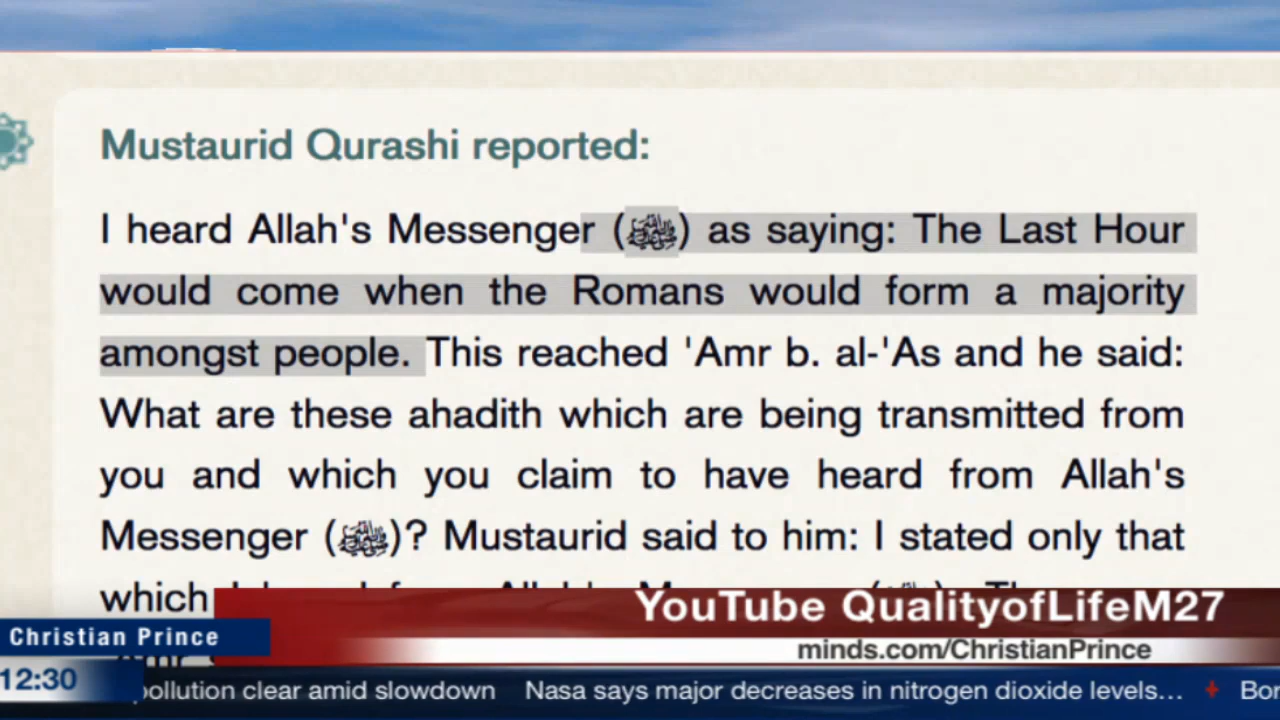 Mustaurid Qurashi reported:
I heard Allah's Messenger (ﷺ) as saying: The Last Hour
would come when the Romans would form a majority
amongst people. This reached 'Amr b. al-'As and he said:
What are these ahadith which are being transmitted from
you and which you claim to have heard from Allah's
Messenger (ﷺ)? Mustaurid said to him: I stated only that
which
YouTube QualityofLifeM27
Christian Prince
minds.com/ChristianPrince
12:30
pollution clear amid slowdown Nasa says major decreases in nitrogen dioxide levels...